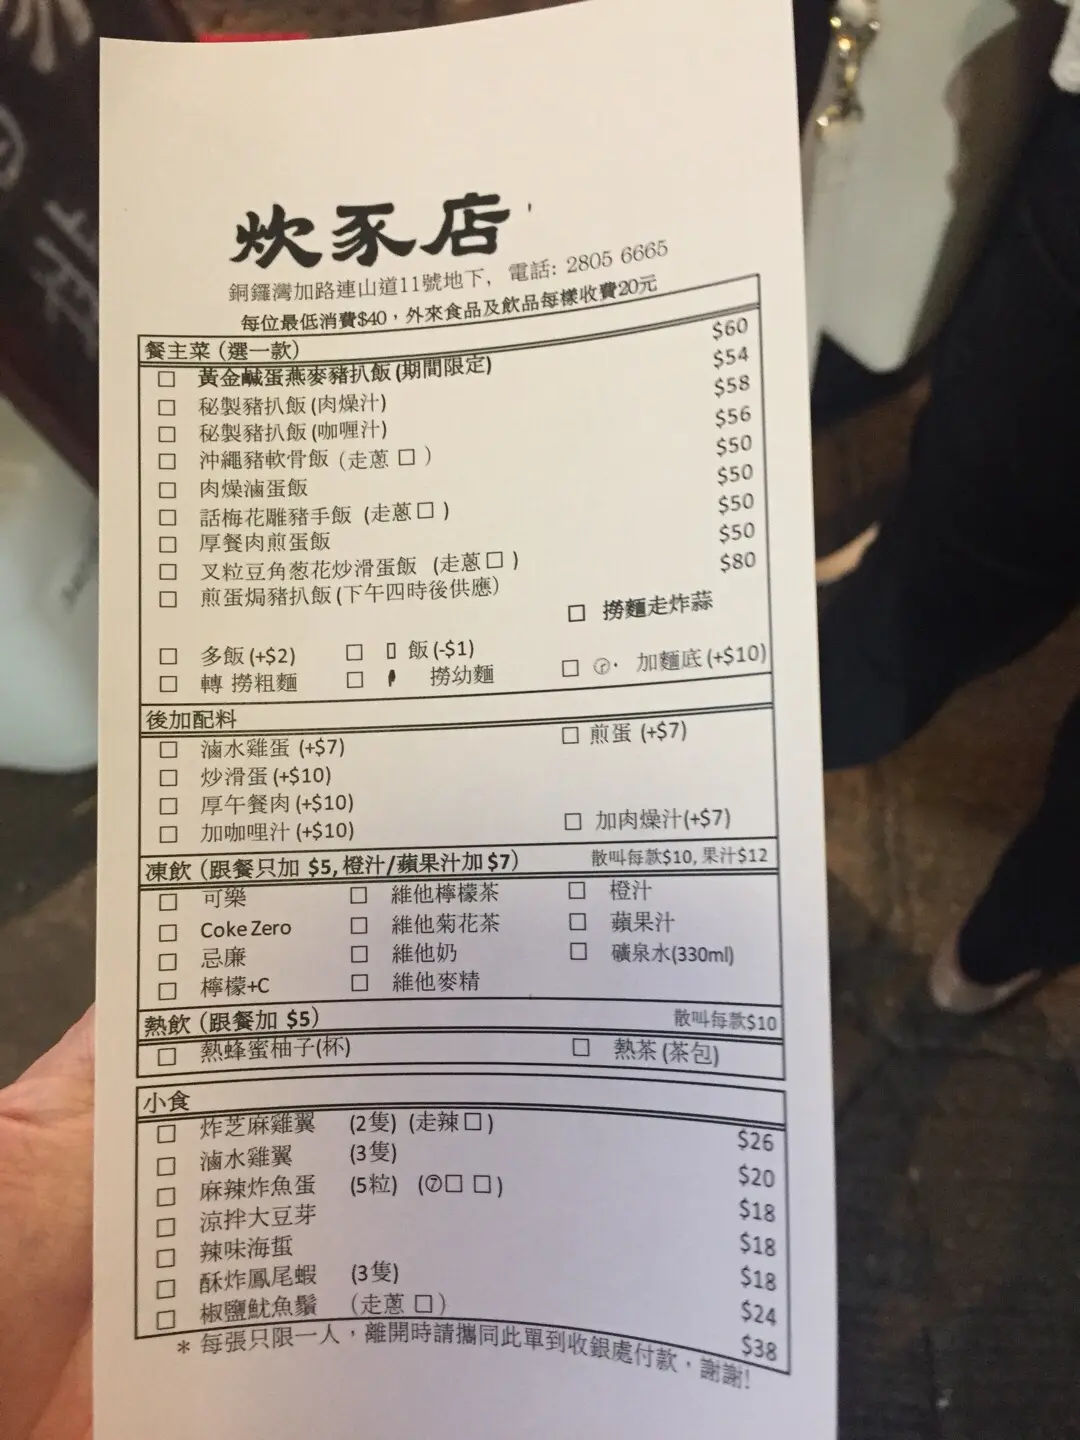 炊豕店
銅鑼灣加路連山道11號地下, 電話: 2805 6665
每位最低消費$40，外來食品及飲品每樣收費20元
餐主菜 (選一款)
□ 黃金鹹蛋燕麥豬扒飯 (期間限定) $60
□ 秘製豬扒飯 (肉燥汁) $54
□ 秘製豬扒飯 (咖喱汁) $58
□ 沖繩豬軟骨飯 (走蔥 □ ) $56
□ 肉燥滷蛋飯 $50
□ 話梅花雕豬手飯 (走蔥 □ ) $50
□ 厚餐肉煎蛋飯 $50
□ 叉粒豆角葱花炒滑蛋飯 (走蔥 □ ) $50
□ 煎蛋焗豬扒飯 (下午四時後供應) $80
□ 撈麵走炸蒜
□ 多飯 (+$2) □ 飯 (-$1)
□ 轉 撈粗麵 □ 撈幼麵 □ 加麵底 (+$10)
後加配料
□ 滷水雞蛋 (+$7) □ 煎蛋 (+$7)
□ 炒滑蛋 (+$10)
□ 厚午餐肉 (+$10)
□ 加咖哩汁 (+$10) □ 加肉燥汁(+$7)
凍飲 (跟餐只加 $5, 橙汁/蘋果汁加 $7) 散叫每款$10, 果汁$12
□ 可樂 □ 維他檸檬茶 □ 橙汁
□ Coke Zero □ 維他菊花茶 □ 蘋果汁
□ 忌廉 □ 維他奶 □ 礦泉水(330ml)
□ 檸檬+C □ 維他麥精
熱飲 (跟餐加 $5) 散叫每款$10
□ 熱蜂蜜柚子(杯) □ 熱茶 (茶包)
小食
□ 炸芝麻雞翼 (2隻) (走辣 □ ) $26
□ 滷水雞翼 (3隻) $20
□ 麻辣炸魚蛋 (5粒) (⑦□ □ ) $18
□ 涼拌大豆芽 $18
□ 辣味海蜇 $18
□ 酥炸鳳尾蝦 (3隻) $24
□ 椒鹽魷魚鬚 (走蔥 □ ) $38
* 每張只限一人，離開時請攜同此單到收銀處付款，謝謝!